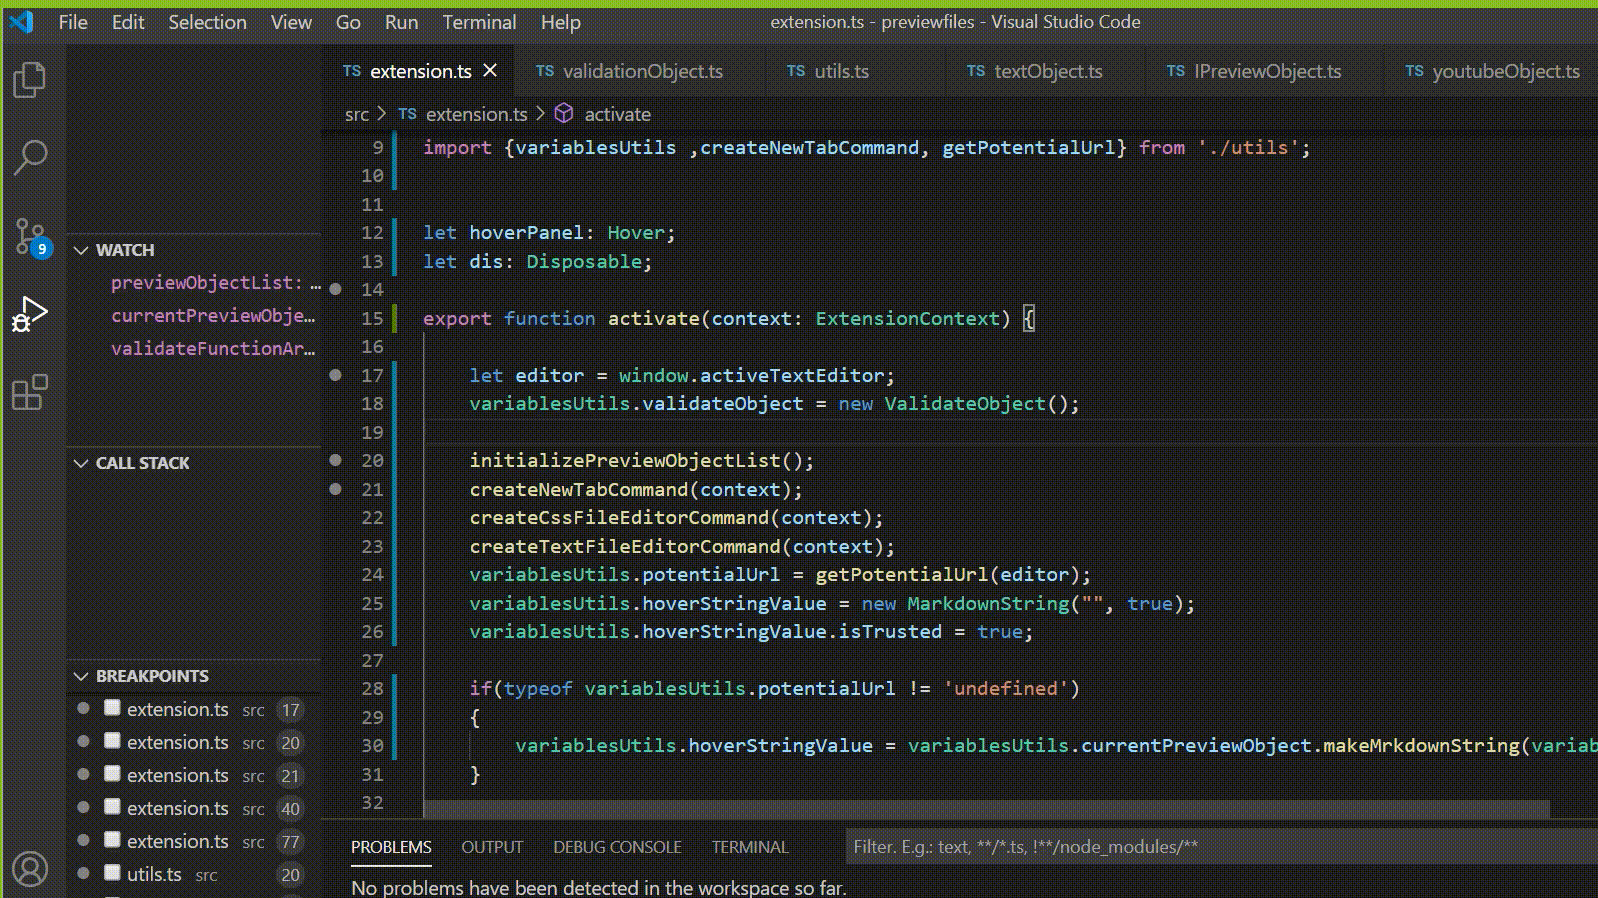 File Edit Selection View Go Run Terminal Help extension.ts - previewfiles - Visual Studio Code
TS extension.ts × TS validationObject.ts TS utils.ts TS textObject.ts TS IPreviewObject.ts TS youtubeObject.ts
src > TS extension.ts > activate
9 import {variablesUtils ,createNewTabCommand, getPotentialUrl} from './utils';
10
11
12 let hoverPanel: Hover;
13 let dis: Disposable;
14
15 export function activate(context: ExtensionContext) {
16
17 let editor = window.activeTextEditor;
18 variablesUtils.validateObject = new ValidateObject();
19
20 initializePreviewObjectList();
21 createNewTabCommand(context);
22 createCssFileEditorCommand(context);
23 createTextFileEditorCommand(context);
24 variablesUtils.potentialUrl = getPotentialUrl(editor);
25 variablesUtils.hoverStringValue = new MarkdownString("", true);
26 variablesUtils.hoverStringValue.isTrusted = true;
27
28 if(typeof variablesUtils.potentialUrl != 'undefined')
29 {
30 variablesUtils.hoverStringValue = variablesUtils.currentPreviewObject.makeMrkdownString(variab
31 }
32
9
WATCH
previewObjectList: ...
currentPreviewObje...
validateFunctionAr...
CALL STACK
BREAKPOINTS
extension.ts src 17
extension.ts src 20
extension.ts src 21
extension.ts src 40
extension.ts src 77
utils.ts src 20
PROBLEMS OUTPUT DEBUG CONSOLE TERMINAL Filter. E.g.: text, **/*.ts, !**/node_modules/**
No problems have been detected in the workspace so far.